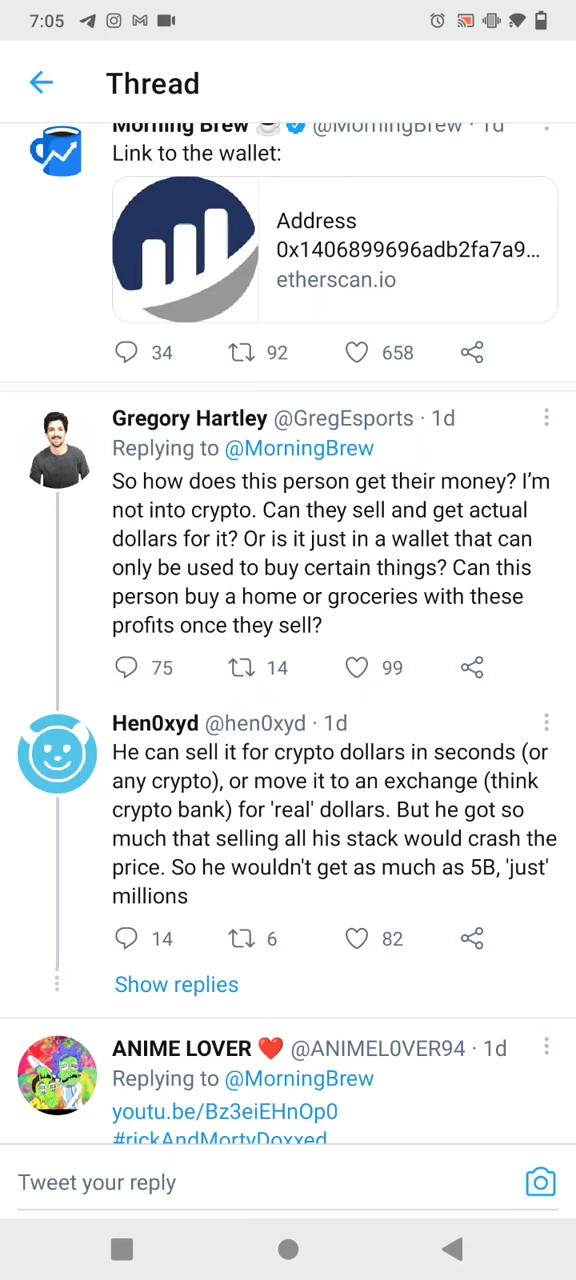 7:05
Thread
Morning Brew @MorningBrew · 1d
Link to the wallet:
Address
0x1406899696adb2fa7a9...
etherscan.io
34 92 658
Gregory Hartley @GregEsports · 1d
Replying to @MorningBrew
So how does this person get their money? I'm
not into crypto. Can they sell and get actual
dollars for it? Or is it just in a wallet that can
only be used to buy certain things? Can this
person buy a home or groceries with these
profits once they sell?
75 14 99
Hen0xyd @hen0xyd · 1d
He can sell it for crypto dollars in seconds (or
any crypto), or move it to an exchange (think
crypto bank) for 'real' dollars. But he got so
much that selling all his stack would crash the
price. So he wouldn't get as much as 5B, 'just'
millions
14 6 82
Show replies
ANIME LOVER ❤️ @ANIMEL0VER94 · 1d
Replying to @MorningBrew
youtu.be/Bz3eiEHnOp0
#rickAndMortyDoxxed
Tweet your reply